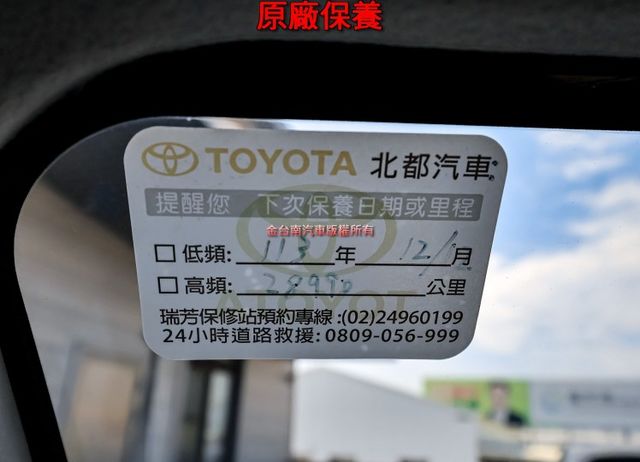 原廠保養
TOYOTA 北都汽車
提醒您 下次保養日期或里程
金台南汽車版權所有
□ 低頻: 113 年 12/ 月
□ 高頻: 公里
瑞芳保修站預約專線:(02)24960199
24小時道路救援:0809-056-999